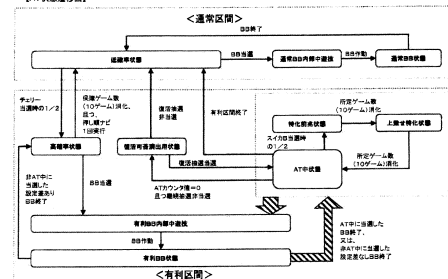 ＜通常区間＞
BB終了
低確率状態
BB当選
通常BB内部中遊技
BB作動
通常BB状態
チェリー
当選時の1／2
保障ゲーム数
(10ゲーム)消化、
且つ、
押し順ナビ
1回実行
復活抽選
非当選
有利区間終了
特化前兆状態
所定ゲーム数
(10ゲーム)消化
上乗せ特化状態
スイカB当選時
の1／2
高確率状態
復活可否演出用状態
復活抽選当選
AT中状態
所定ゲーム数
(10ゲーム)消化
非AT中に
当選した
設定差あり
BB終了
BB当選
ATカウンタ値=0
且つ継続抽選非当選
有利BB内部中遊技
BB作動
有利BB状態
AT中に当選した
BB終了、
又は、
非AT中に当選した
設定差なしBB終了
＜有利区間＞